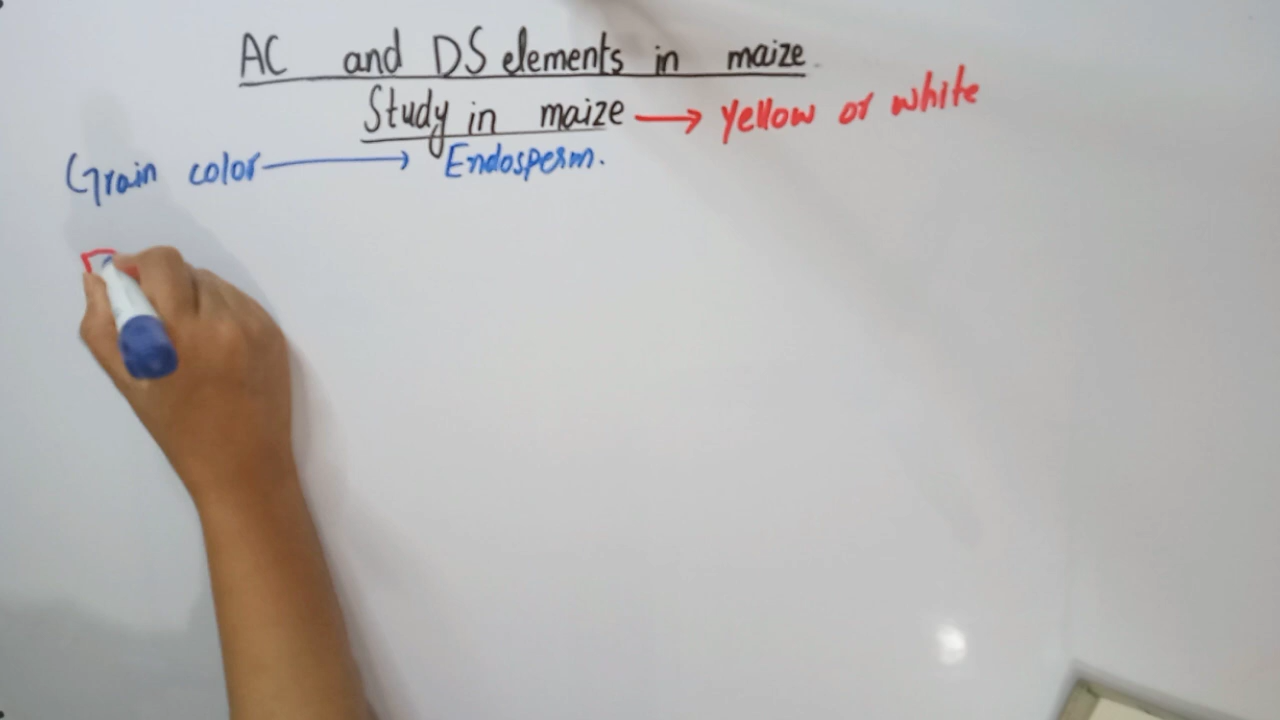 AC and DS elements in maize
Study in maize → Yellow or white
Grain color → Endosperm.